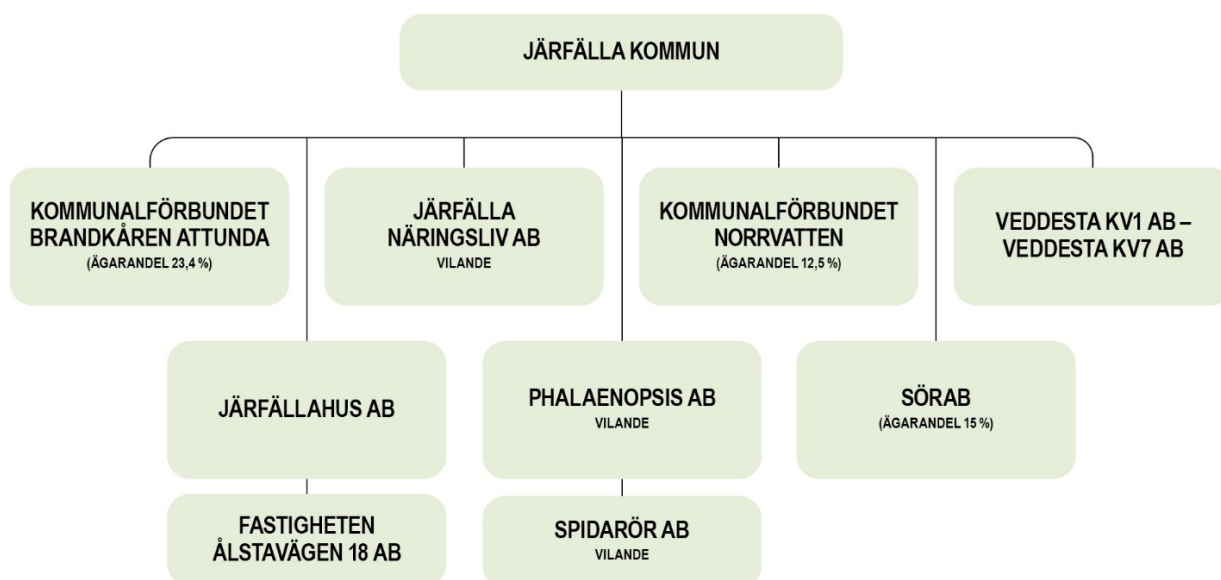 JÄRFÄLLA KOMMUN
KOMMUNALFÖRBUNDET
BRANDKÅREN ATTUNDA
(ÄGARANDEL 23,4 %)
JÄRFÄLLA
NÄRINGSLIV AB
VILANDE
KOMMUNALFÖRBUNDET
NORRVATTEN
(ÄGARANDEL 12,5 %)
VEDDESTA KV1 AB –
VEDDESTA KV7 AB
JÄRFÄLLAHUS AB
PHALAENOPSIS AB
VILANDE
SÖRAB
(ÄGARANDEL 15 %)
FASTIGHETEN
ÅLSTAVÄGEN 18 AB
SPIDARÖR AB
VILANDE